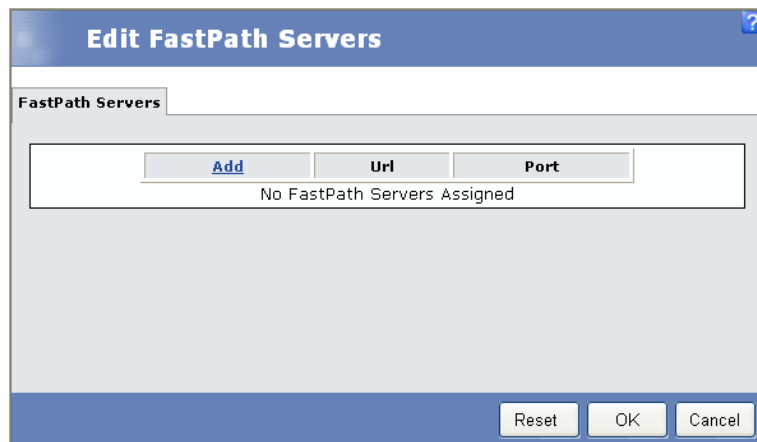 Edit FastPath Servers
?
FastPath Servers
Add Url Port
No FastPath Servers Assigned
Reset OK Cancel